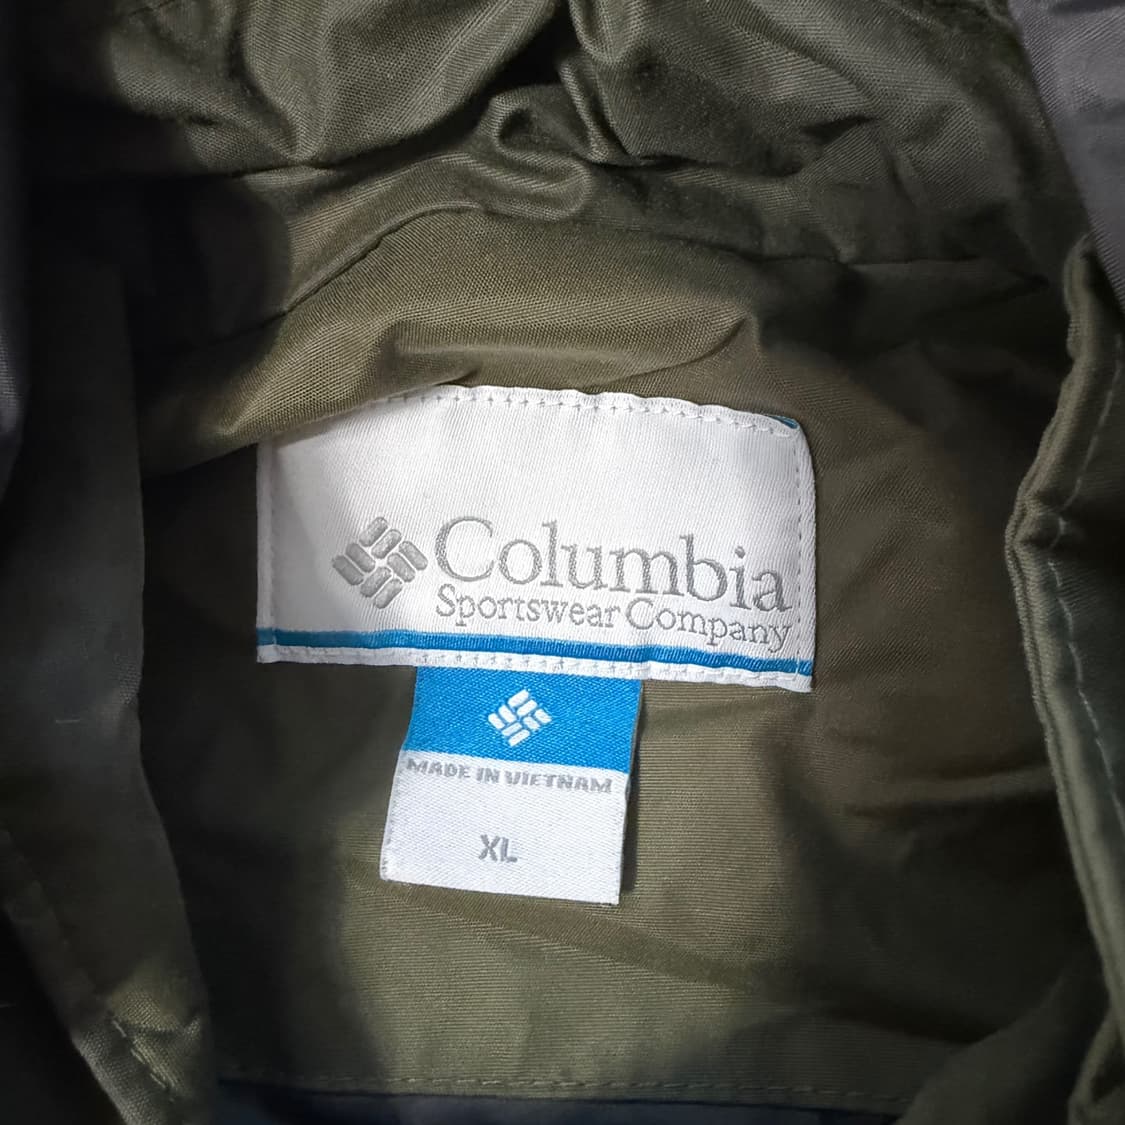 Columbia
Sportswear Company
MADE IN VIETNAM
XL